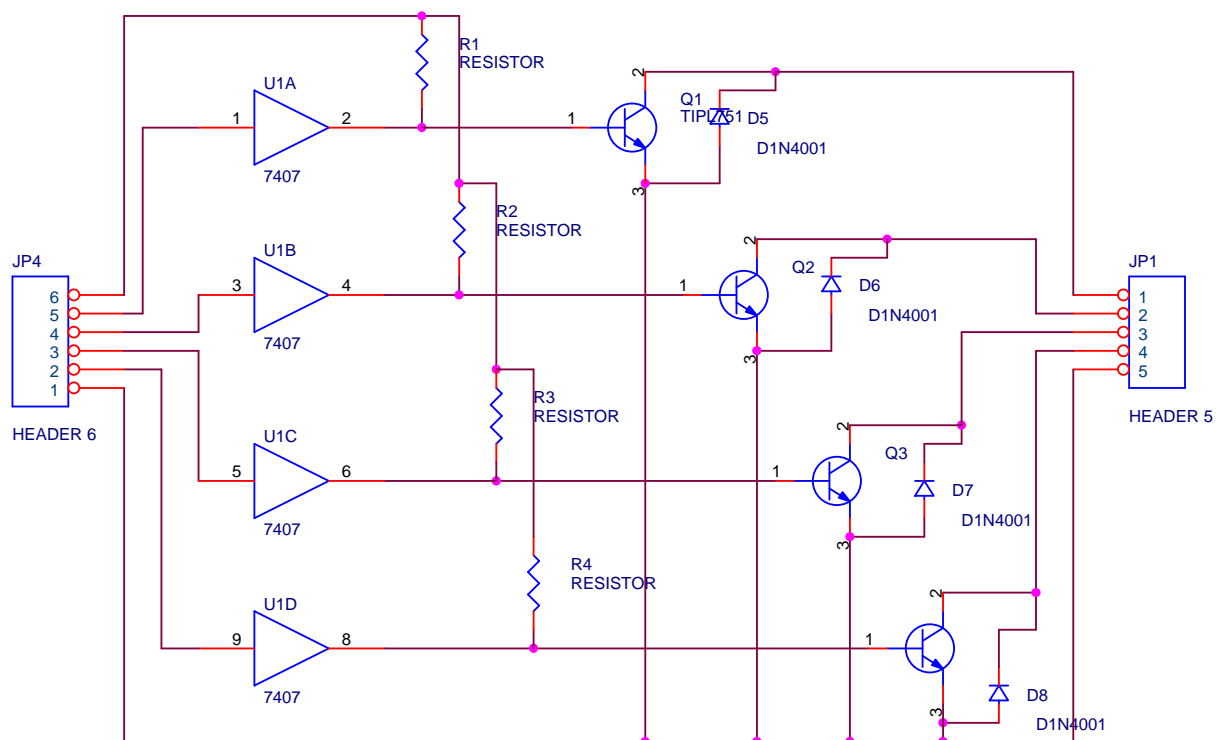 R1
RESISTOR
U1A
1
2
7407
1
2
3
Q1
TIPL751
D5
D1N4001
R2
RESISTOR
U1B
3
4
7407
1
2
3
Q2
D6
D1N4001
JP4
6
5
4
3
2
1
HEADER 6
JP1
1
2
3
4
5
HEADER 5
R3
RESISTOR
U1C
5
6
7407
1
2
3
Q3
D7
D1N4001
R4
RESISTOR
U1D
9
8
7407
1
2
3
D8
D1N4001